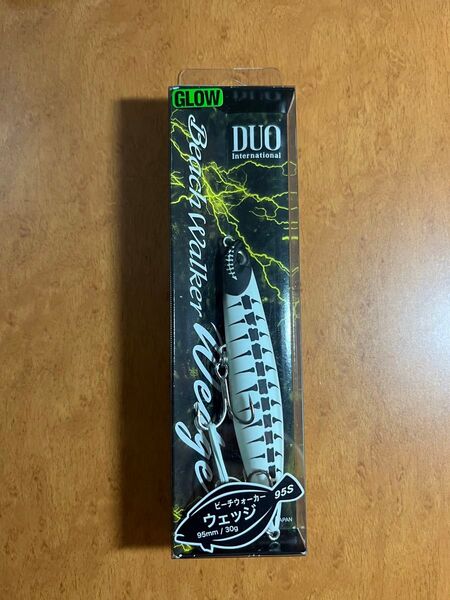 GLOW
DUO
International
Beach Walker Wedge
ビーチウォーカー
ウェッジ
95S
95mm / 30g
JAPAN